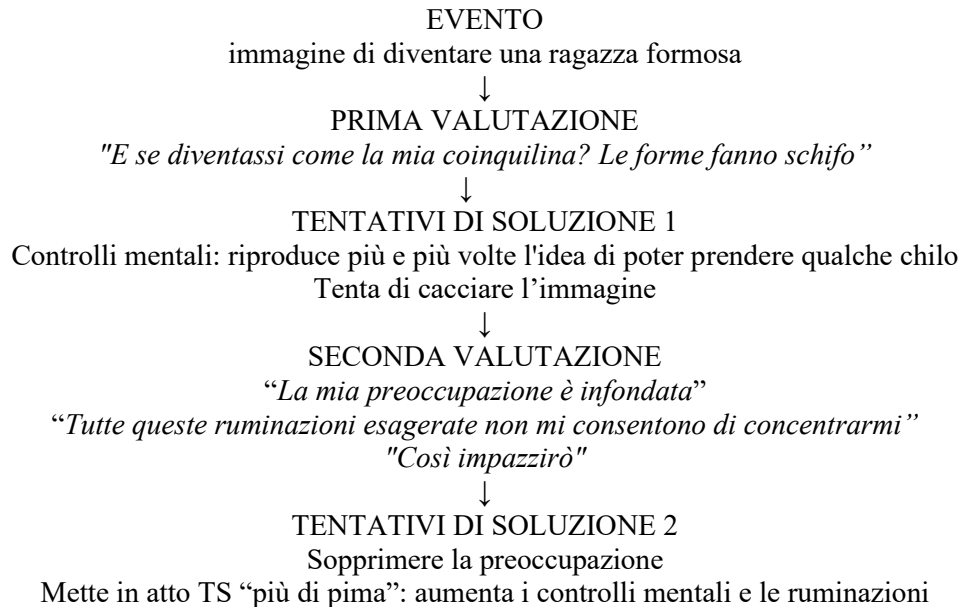 EVENTO
immagine di diventare una ragazza formosa
↓
PRIMA VALUTAZIONE
"E se diventassi come la mia coinquilina? Le forme fanno schifo”
↓
TENTATIVI DI SOLUZIONE 1
Controlli mentali: riproduce più e più volte l'idea di poter prendere qualche chilo
Tenta di cacciare l’immagine
↓
SECONDA VALUTAZIONE
“La mia preoccupazione è infondata”
“Tutte queste ruminazioni esagerate non mi consentono di concentrarmi”
"Così impazzirò"
↓
TENTATIVI DI SOLUZIONE 2
Sopprimere la preoccupazione
Mette in atto TS “più di pima”: aumenta i controlli mentali e le ruminazioni